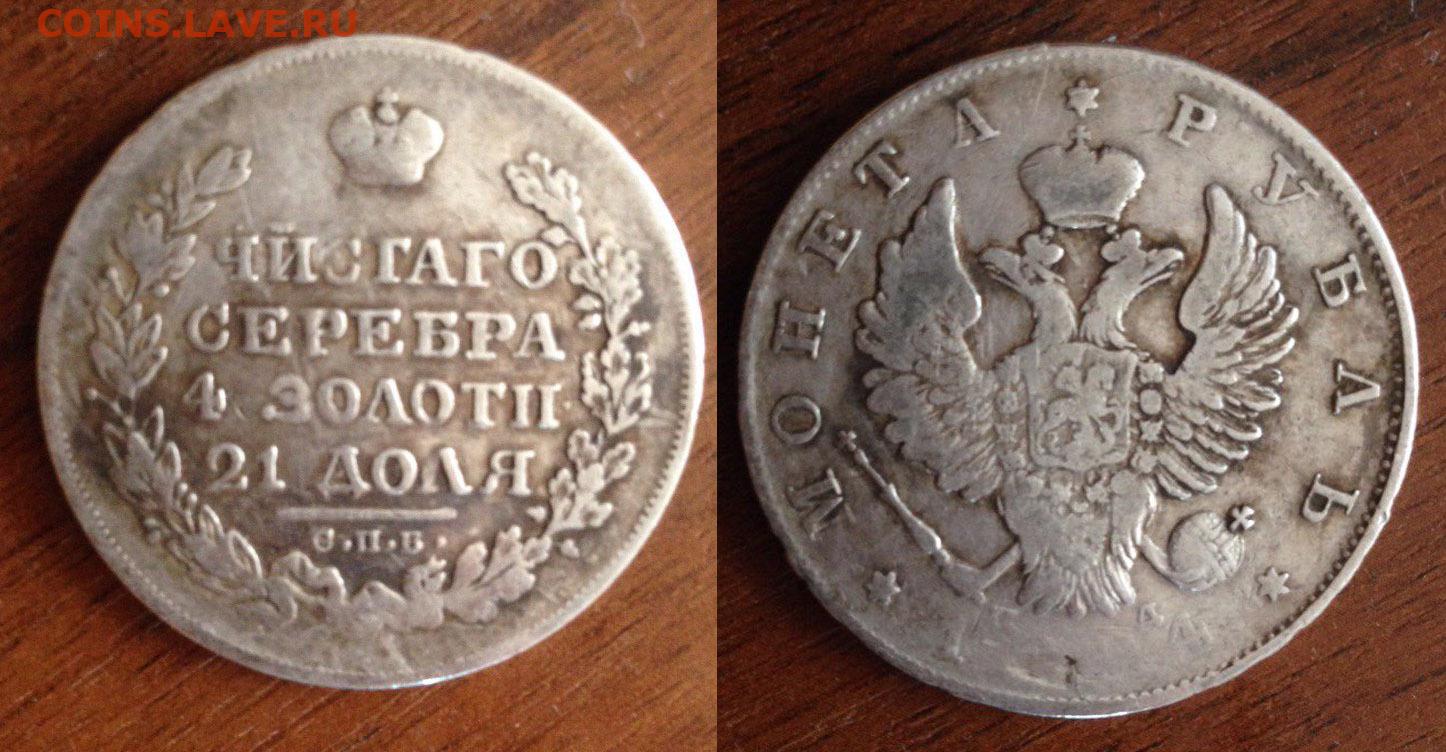 COINS.LAVE.RU
ЧИСТАГО
СЕРЕБРА
4. ЗОЛОТН.
21 ДОЛЯ
С.П.Б.
МОНЕТА РУБЛЬ